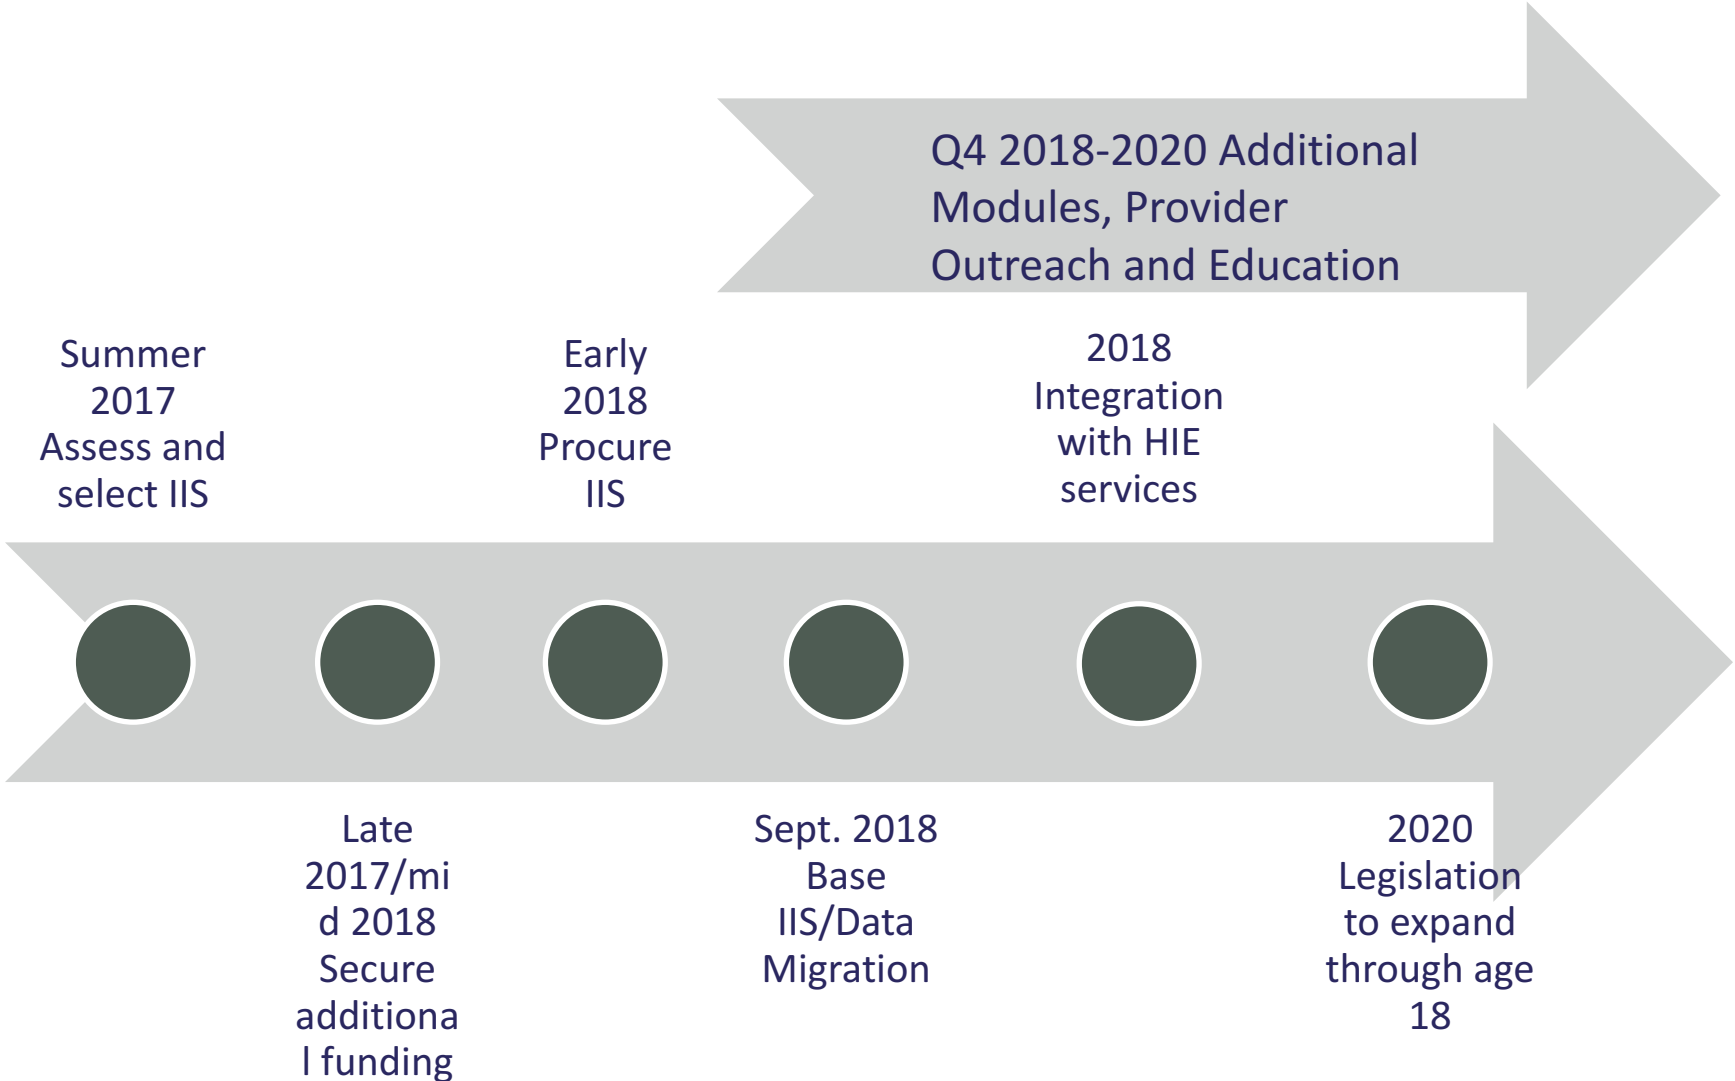 Q4 2018-2020 Additional
Modules, Provider
Outreach and Education
Summer
2017
Assess and
select IIS
Early
2018
Procure
IIS
2018
Integration
with HIE
services
Late
2017/mi
d 2018
Secure
additiona
l funding
Sept. 2018
Base
IIS/Data
Migration
2020
Legislation
to expand
through age
18